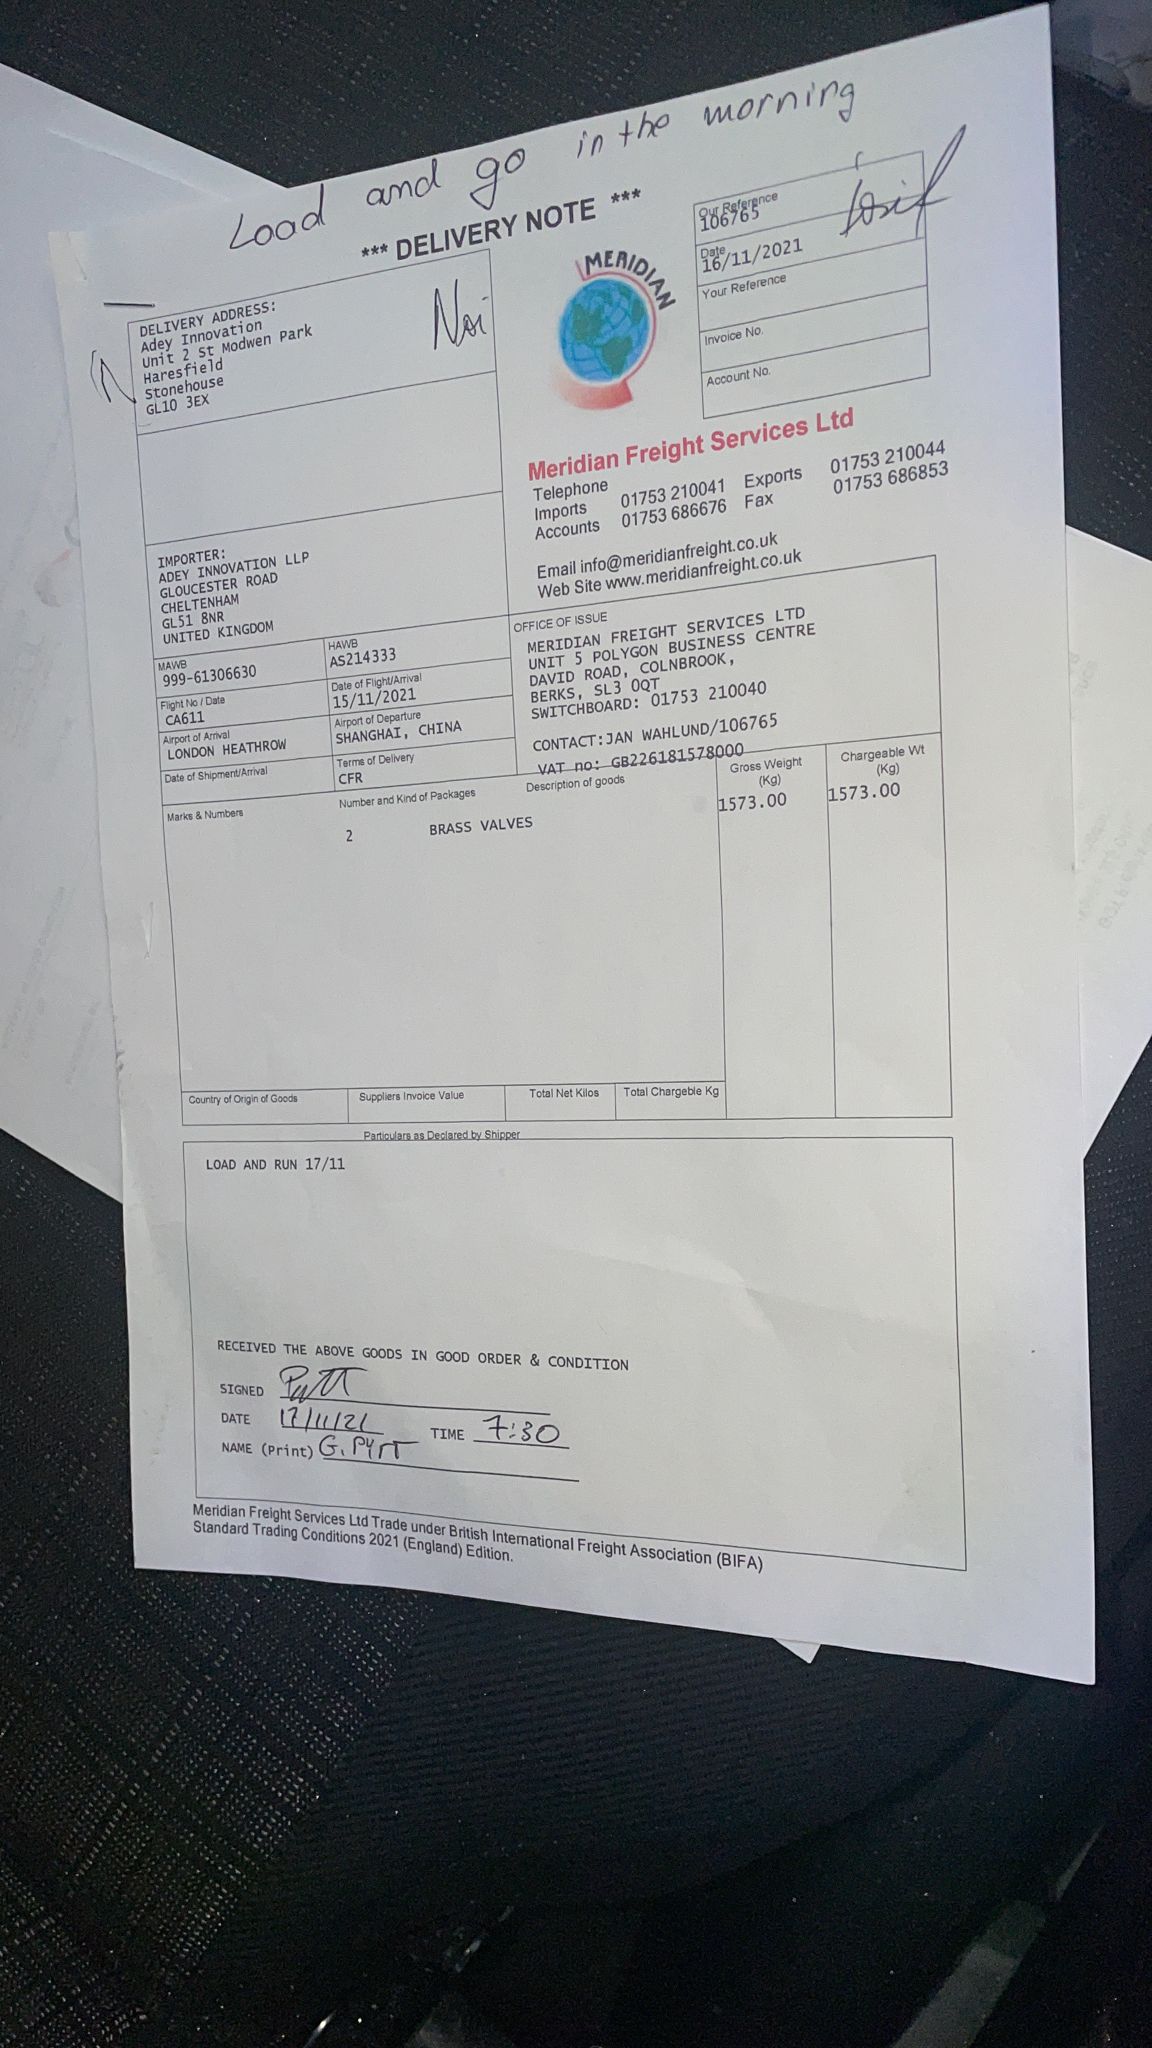 Load and go in the morning
*** DELIVERY NOTE ***
DELIVERY ADDRESS:
Adey Innovation
Unit 2 St Modwen Park
Haresfield
Stonehouse
GL10 3EX
MERIDIAN
Our Reference
106765
Date
16/11/2021
Your Reference
Invoice No.
Account No.
Meridian Freight Services Ltd
Telephone
Imports 01753 210041 Exports 01753 210044
Accounts 01753 686676 Fax 01753 686853
Email info@meridianfreight.co.uk
Web Site www.meridianfreight.co.uk
IMPORTER:
ADEY INNOVATION LLP
GLOUCESTER ROAD
CHELTENHAM
GL51 8NR
UNITED KINGDOM
OFFICE OF ISSUE
MERIDIAN FREIGHT SERVICES LTD
UNIT 5 POLYGON BUSINESS CENTRE
DAVID ROAD, COLNBROOK,
BERKS, SL3 0QT
SWITCHBOARD: 01753 210040
CONTACT:JAN WAHLUND/106765
VAT no: GB226181578000
MAWB
999-61306630
HAWB
AS214333
Flight No / Date
CA611
Date of Flight/Arrival
15/11/2021
Airport of Arrival
LONDON HEATHROW
Airport of Departure
SHANGHAI, CHINA
Date of Shipment/Arrival
Terms of Delivery
CFR
Marks & Numbers
Number and Kind of Packages
Description of goods
Gross Weight
(Kg)
Chargeable Wt
(Kg)
2 BRASS VALVES
1573.00
1573.00
Country of Origin of Goods
Suppliers Invoice Value
Total Net Kilos
Total Chargeble Kg
Particulars as Declared by Shipper
LOAD AND RUN 17/11
RECEIVED THE ABOVE GOODS IN GOOD ORDER & CONDITION
SIGNED
DATE 17/11/21 TIME 7:30
NAME (Print) G. PYTT
Meridian Freight Services Ltd Trade under British International Freight Association (BIFA)
Standard Trading Conditions 2021 (England) Edition.